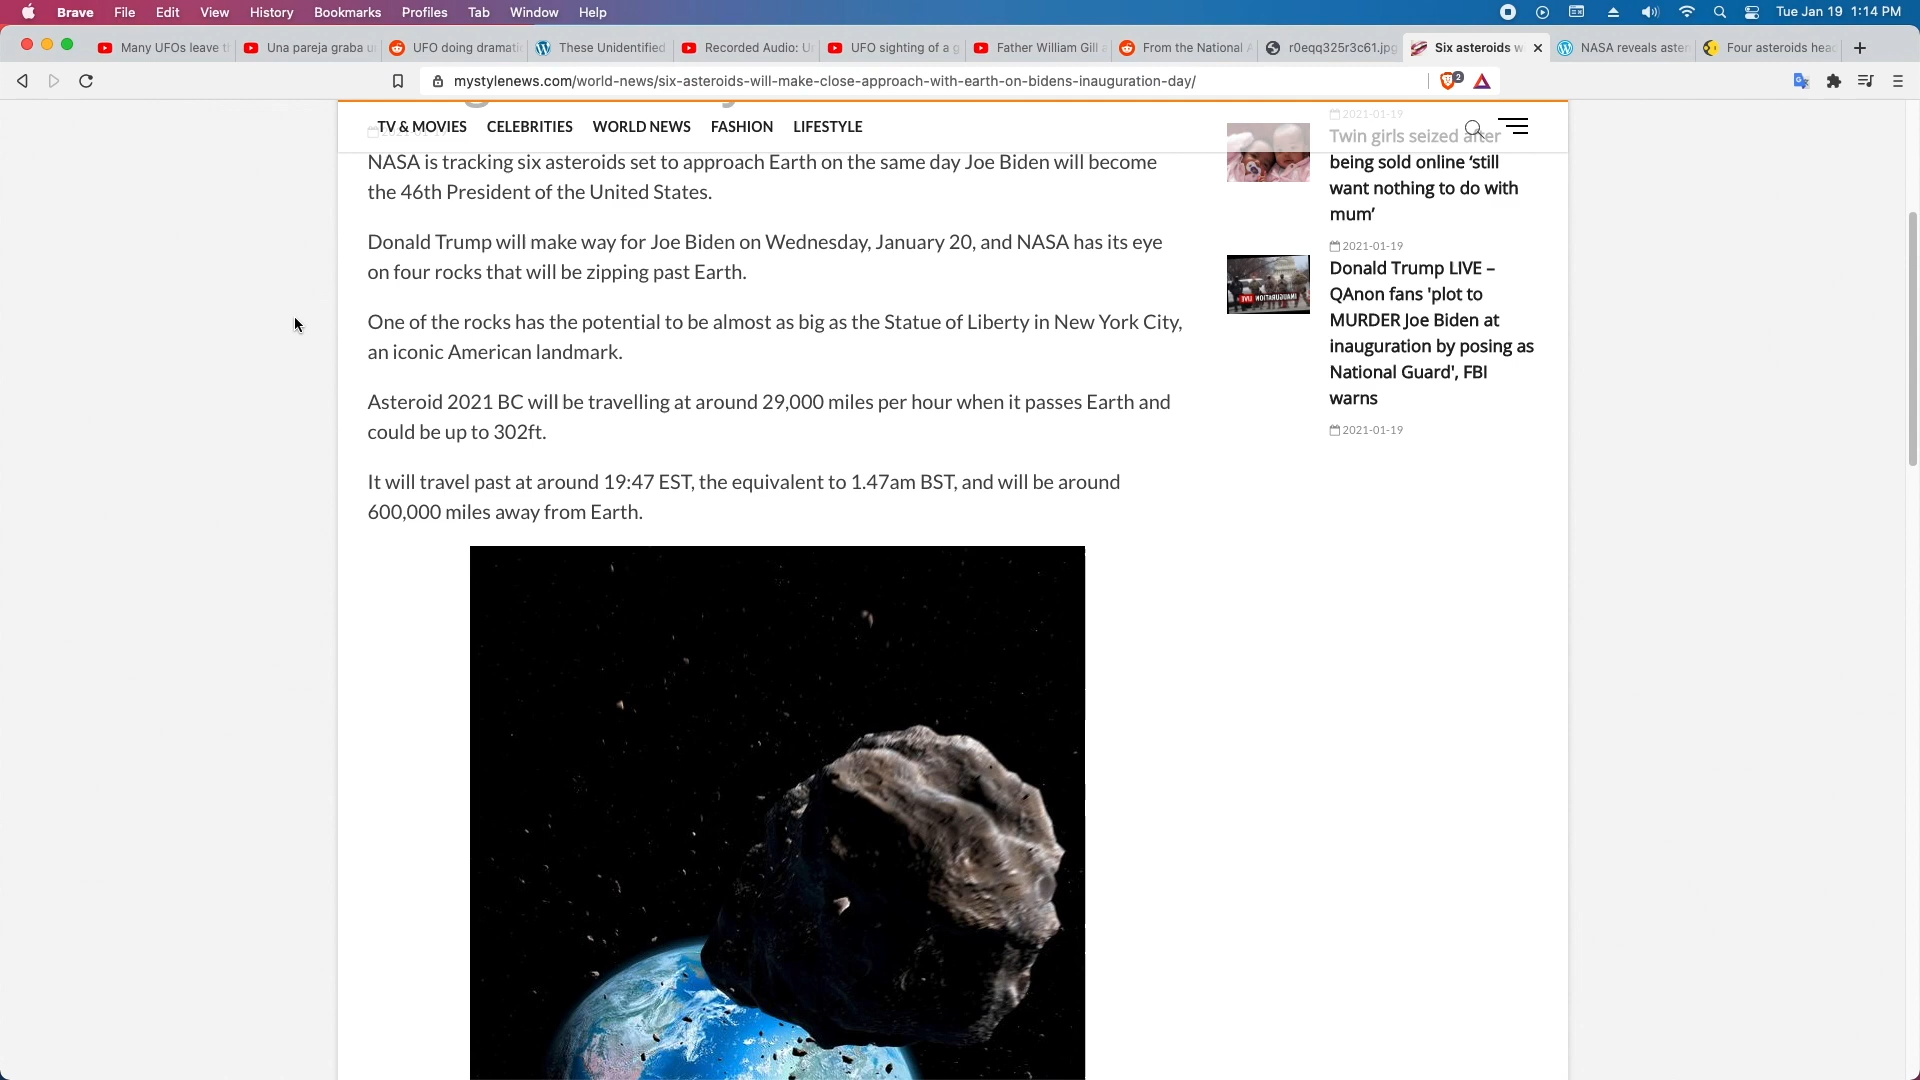 Brave File Edit View History Bookmarks Profiles Tab Window Help
Tue Jan 19 1:14 PM
Many UFOs leave t
Una pareja graba u
UFO doing dramati
These Unidentified
Recorded Audio: U
UFO sighting of a g
Father William Gill a
From the National A
r0eqq325r3c61.jpg
Six asteroids w
NASA reveals aster
Four asteroids head
mystylenews.com/world-news/six-asteroids-will-make-close-approach-with-earth-on-bidens-inauguration-day/
2
TV & MOVIES CELEBRITIES WORLD NEWS FASHION LIFESTYLE
NASA is tracking six asteroids set to approach Earth on the same day Joe Biden will become
the 46th President of the United States.
Donald Trump will make way for Joe Biden on Wednesday, January 20, and NASA has its eye
on four rocks that will be zipping past Earth.
One of the rocks has the potential to be almost as big as the Statue of Liberty in New York City,
an iconic American landmark.
Asteroid 2021 BC will be travelling at around 29,000 miles per hour when it passes Earth and
could be up to 302ft.
It will travel past at around 19:47 EST, the equivalent to 1.47am BST, and will be around
600,000 miles away from Earth.
2021-01-19
Twin girls seized after
being sold online ‘still
want nothing to do with
mum’
2021-01-19
Donald Trump LIVE –
QAnon fans 'plot to
MURDER Joe Biden at
inauguration by posing as
National Guard', FBI
warns
2021-01-19